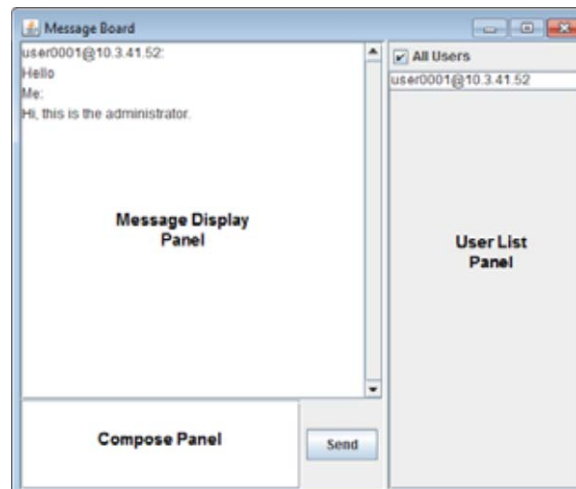 Message Board
user0001@10.3.41.52:
Hello
Me:
Hi, this is the administrator.
Message Display
Panel
Compose Panel
Send
All Users
user0001@10.3.41.52
User List
Panel